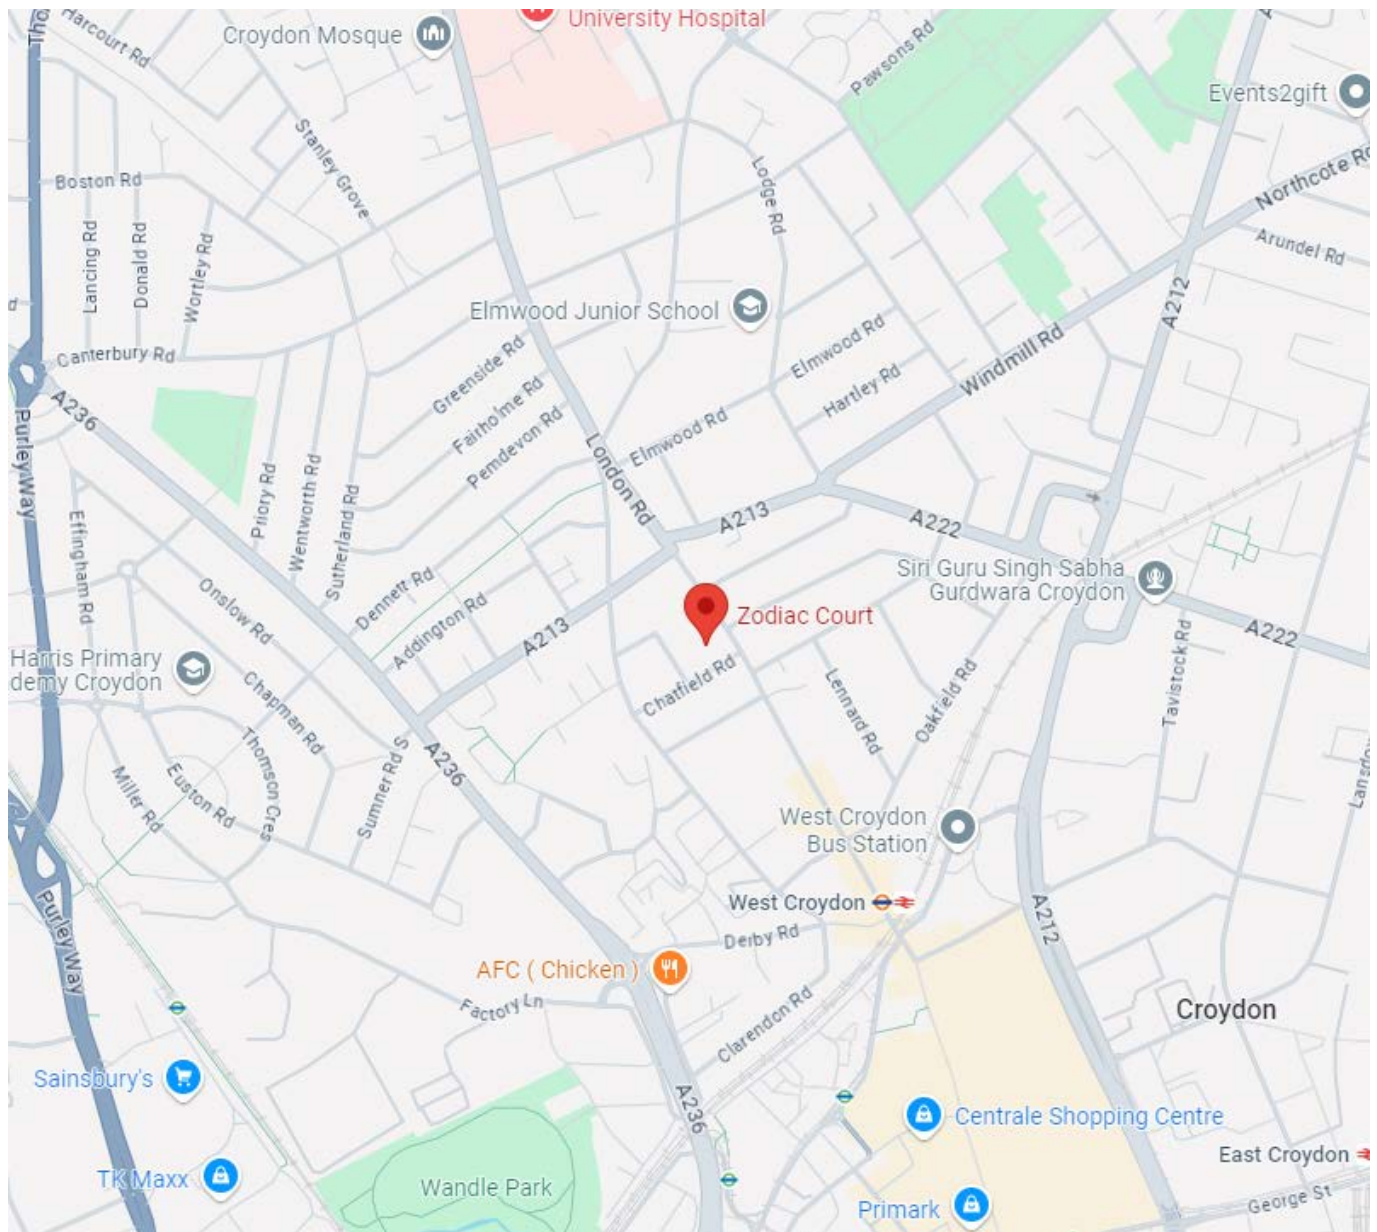 University Hospital
Croydon Mosque
Harcourt Rd
Pawsons Rd
Events2gift
Stanley Grove
Lodge Rd
Northcote Rd
Boston Rd
Arundel Rd
Lancing Rd
Donald Rd
Wortley Rd
Elmwood Junior School
A212
Canterbury Rd
Greenside Rd
Elmwood Rd
Windmill Rd
A236
Fairholme Rd
Hartley Rd
Pemdevon Rd
Purley Way
Elmwood Rd
London Rd
Priory Rd
Wentworth Rd
Sutherland Rd
A213
A222
Effingham Rd
Siri Guru Singh Sabha
Gurdwara Croydon
Onslow Rd
Dennett Rd
Addington Rd
A213
Zodiac Court
A222
Harris Primary
demy Croydon
Chatfield Rd
Lennard Rd
Oakfield Rd
Tavistock Rd
Chapman Rd
Thomson Cres
A236
Miller Rd
Euston Rd
Sumner Rd S
West Croydon
Bus Station
West Croydon
Derby Rd
A212
Purley Way
AFC ( Chicken )
Factory Ln
Clarendon Rd
Croydon
Sainsbury's
A236
Centrale Shopping Centre
East Croydon
TK Maxx
Wandle Park
Primark
George St